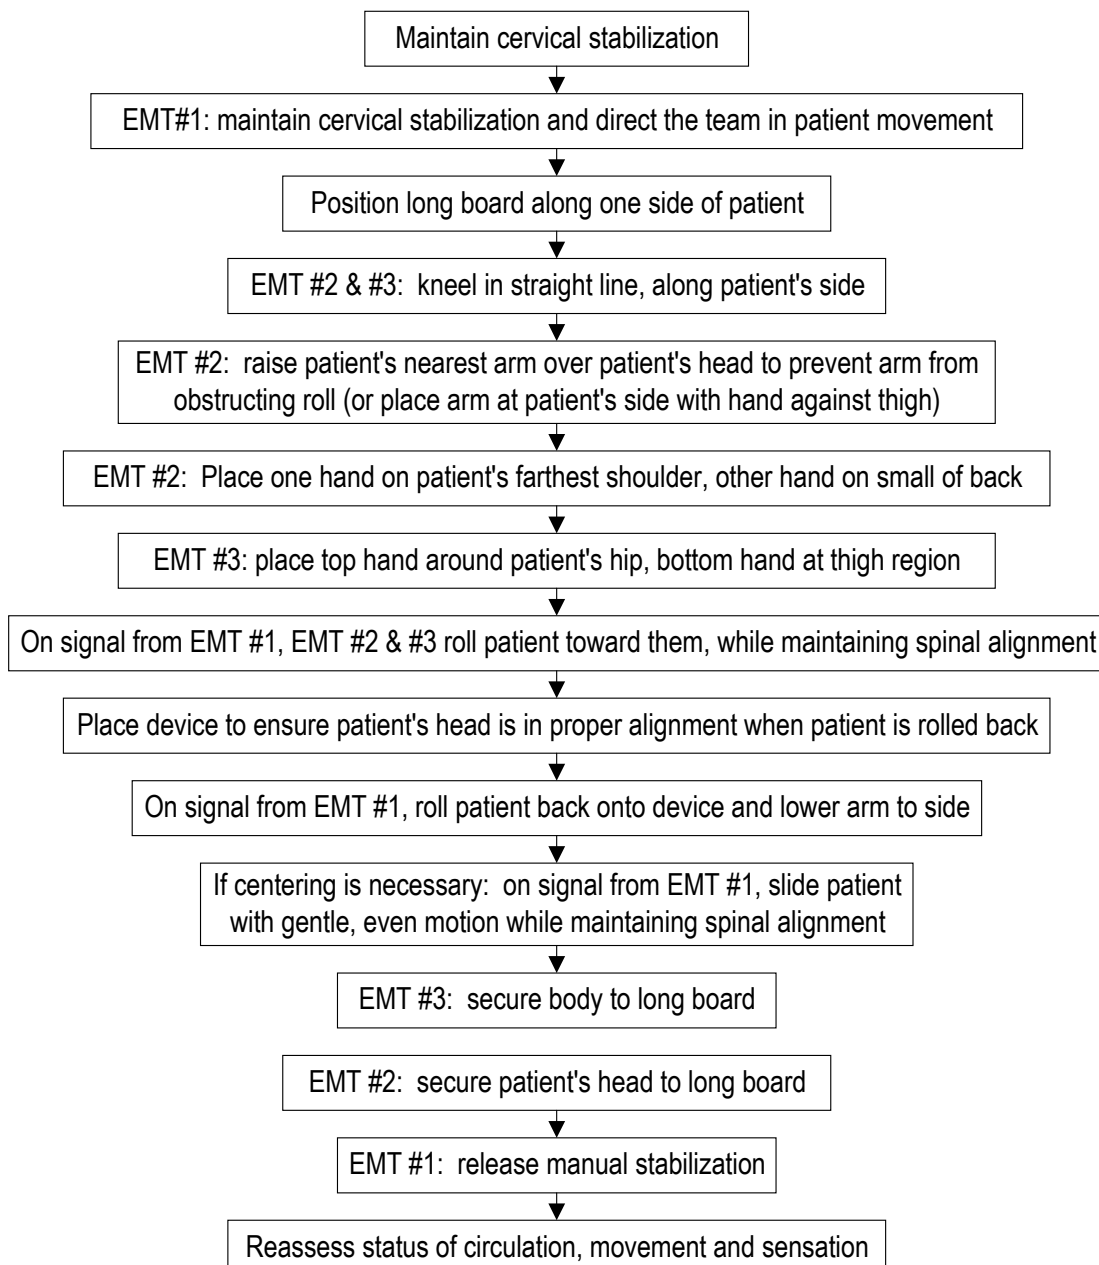 Maintain cervical stabilization
EMT#1: maintain cervical stabilization and direct the team in patient movement
Position long board along one side of patient
EMT #2 & #3:  kneel in straight line, along patient's side
EMT #2:  raise patient's nearest arm over patient's head to prevent arm from
obstructing roll (or place arm at patient's side with hand against thigh)
EMT #2:  Place one hand on patient's farthest shoulder, other hand on small of back
EMT #3: place top hand around patient's hip, bottom hand at thigh region
On signal from EMT #1, EMT #2 & #3 roll patient toward them, while maintaining spinal alignment
Place device to ensure patient's head is in proper alignment when patient is rolled back
On signal from EMT #1, roll patient back onto device and lower arm to side
If centering is necessary:  on signal from EMT #1, slide patient
with gentle, even motion while maintaining spinal alignment
EMT #3:  secure body to long board
EMT #2:  secure patient's head to long board
EMT #1:  release manual stabilization
Reassess status of circulation, movement and sensation